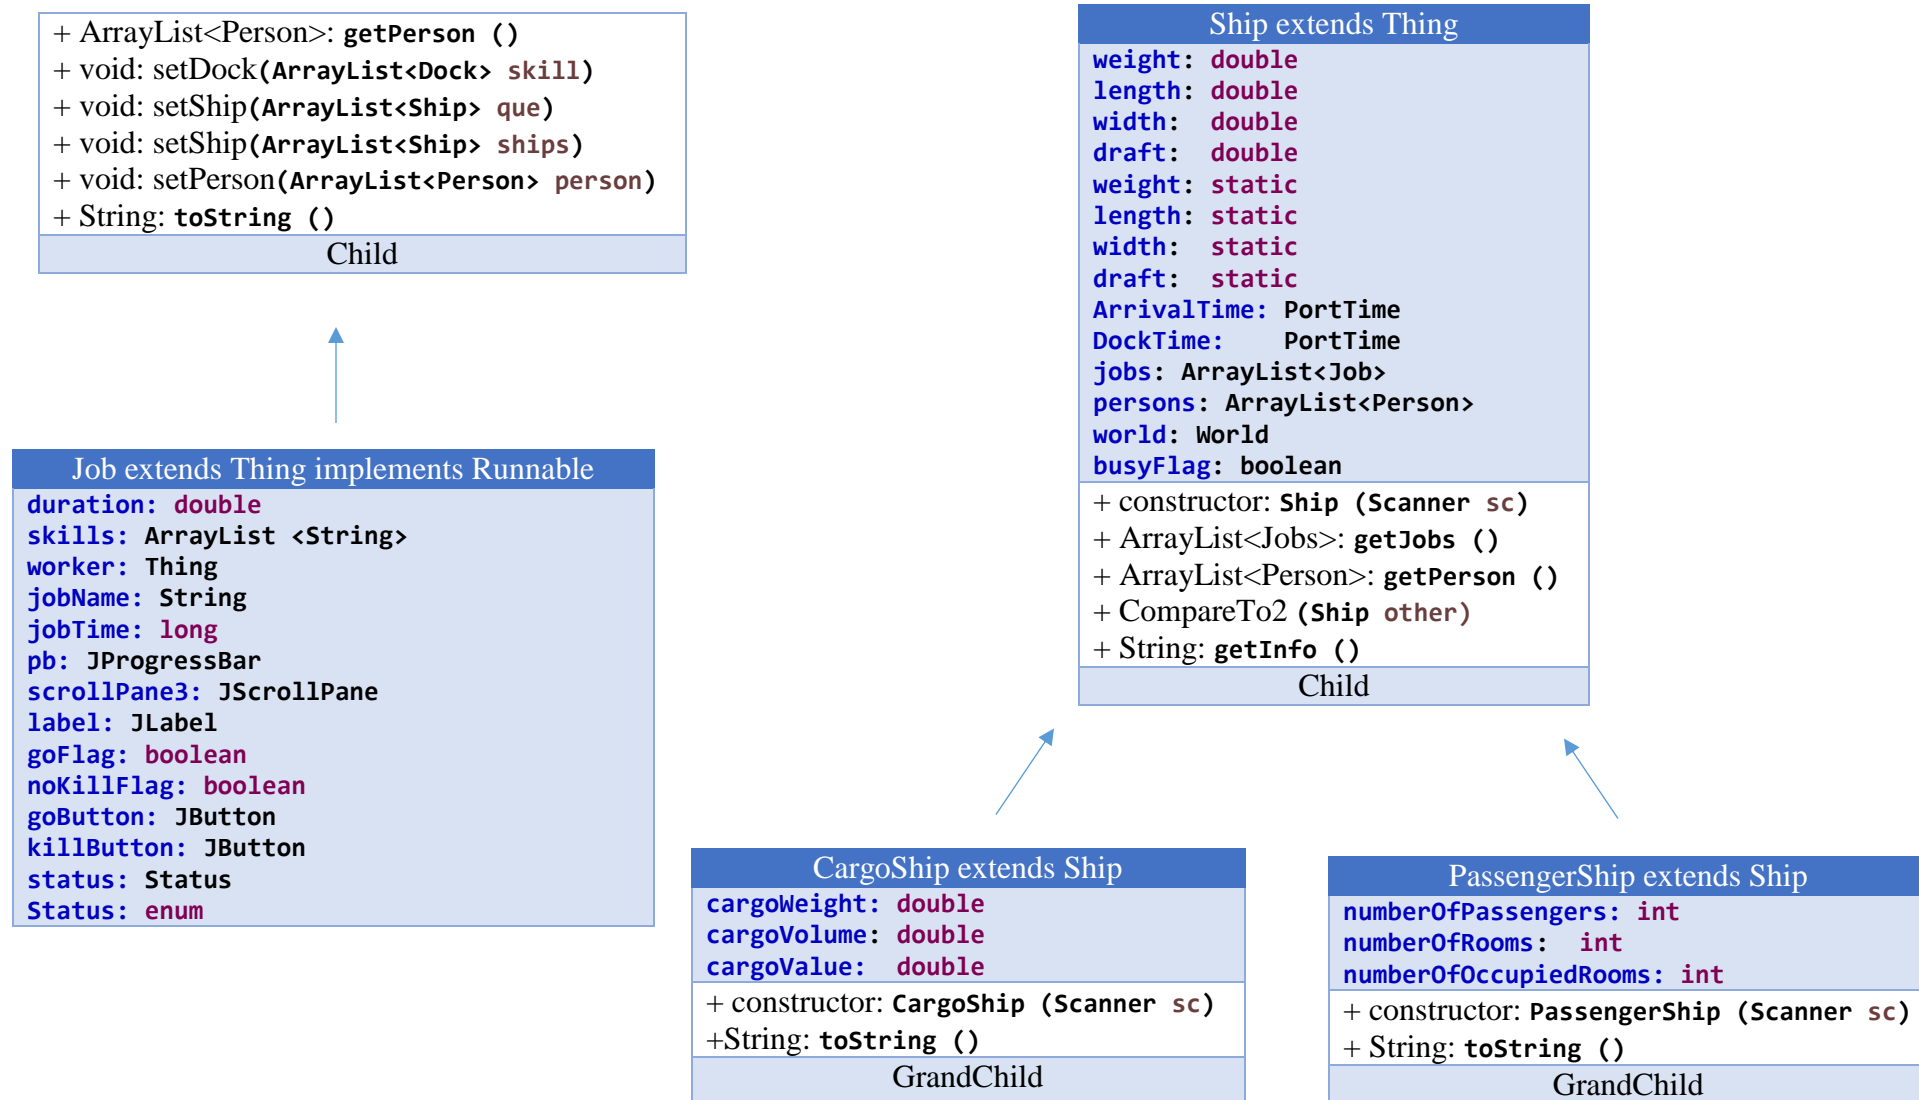 + ArrayList<Person>: getPerson ()
+ void: setDock(ArrayList<Dock> skill)
+ void: setShip(ArrayList<Ship> que)
+ void: setShip(ArrayList<Ship> ships)
+ void: setPerson(ArrayList<Person> person)
+ String: toString ()
Child
Job extends Thing implements Runnable
duration: double
skills: ArrayList <String>
worker: Thing
jobName: String
jobTime: long
pb: JProgressBar
scrollPane3: JScrollPane
label: JLabel
goFlag: boolean
noKillFlag: boolean
goButton: JButton
killButton: JButton
status: Status
Status: enum
Ship extends Thing
weight: double
length: double
width: double
draft: double
weight: static
length: static
width: static
draft: static
ArrivalTime: PortTime
DockTime: PortTime
jobs: ArrayList<Job>
persons: ArrayList<Person>
world: World
busyFlag: boolean
+ constructor: Ship (Scanner sc)
+ ArrayList<Jobs>: getJobs ()
+ ArrayList<Person>: getPerson ()
+ CompareTo2 (Ship other)
+ String: getInfo ()
Child
CargoShip extends Ship
cargoWeight: double
cargoVolume: double
cargoValue: double
+ constructor: CargoShip (Scanner sc)
+String: toString ()
GrandChild
PassengerShip extends Ship
numberOfPassengers: int
numberOfRooms: int
numberOfOccupiedRooms: int
+ constructor: PassengerShip (Scanner sc)
+ String: toString ()
GrandChild